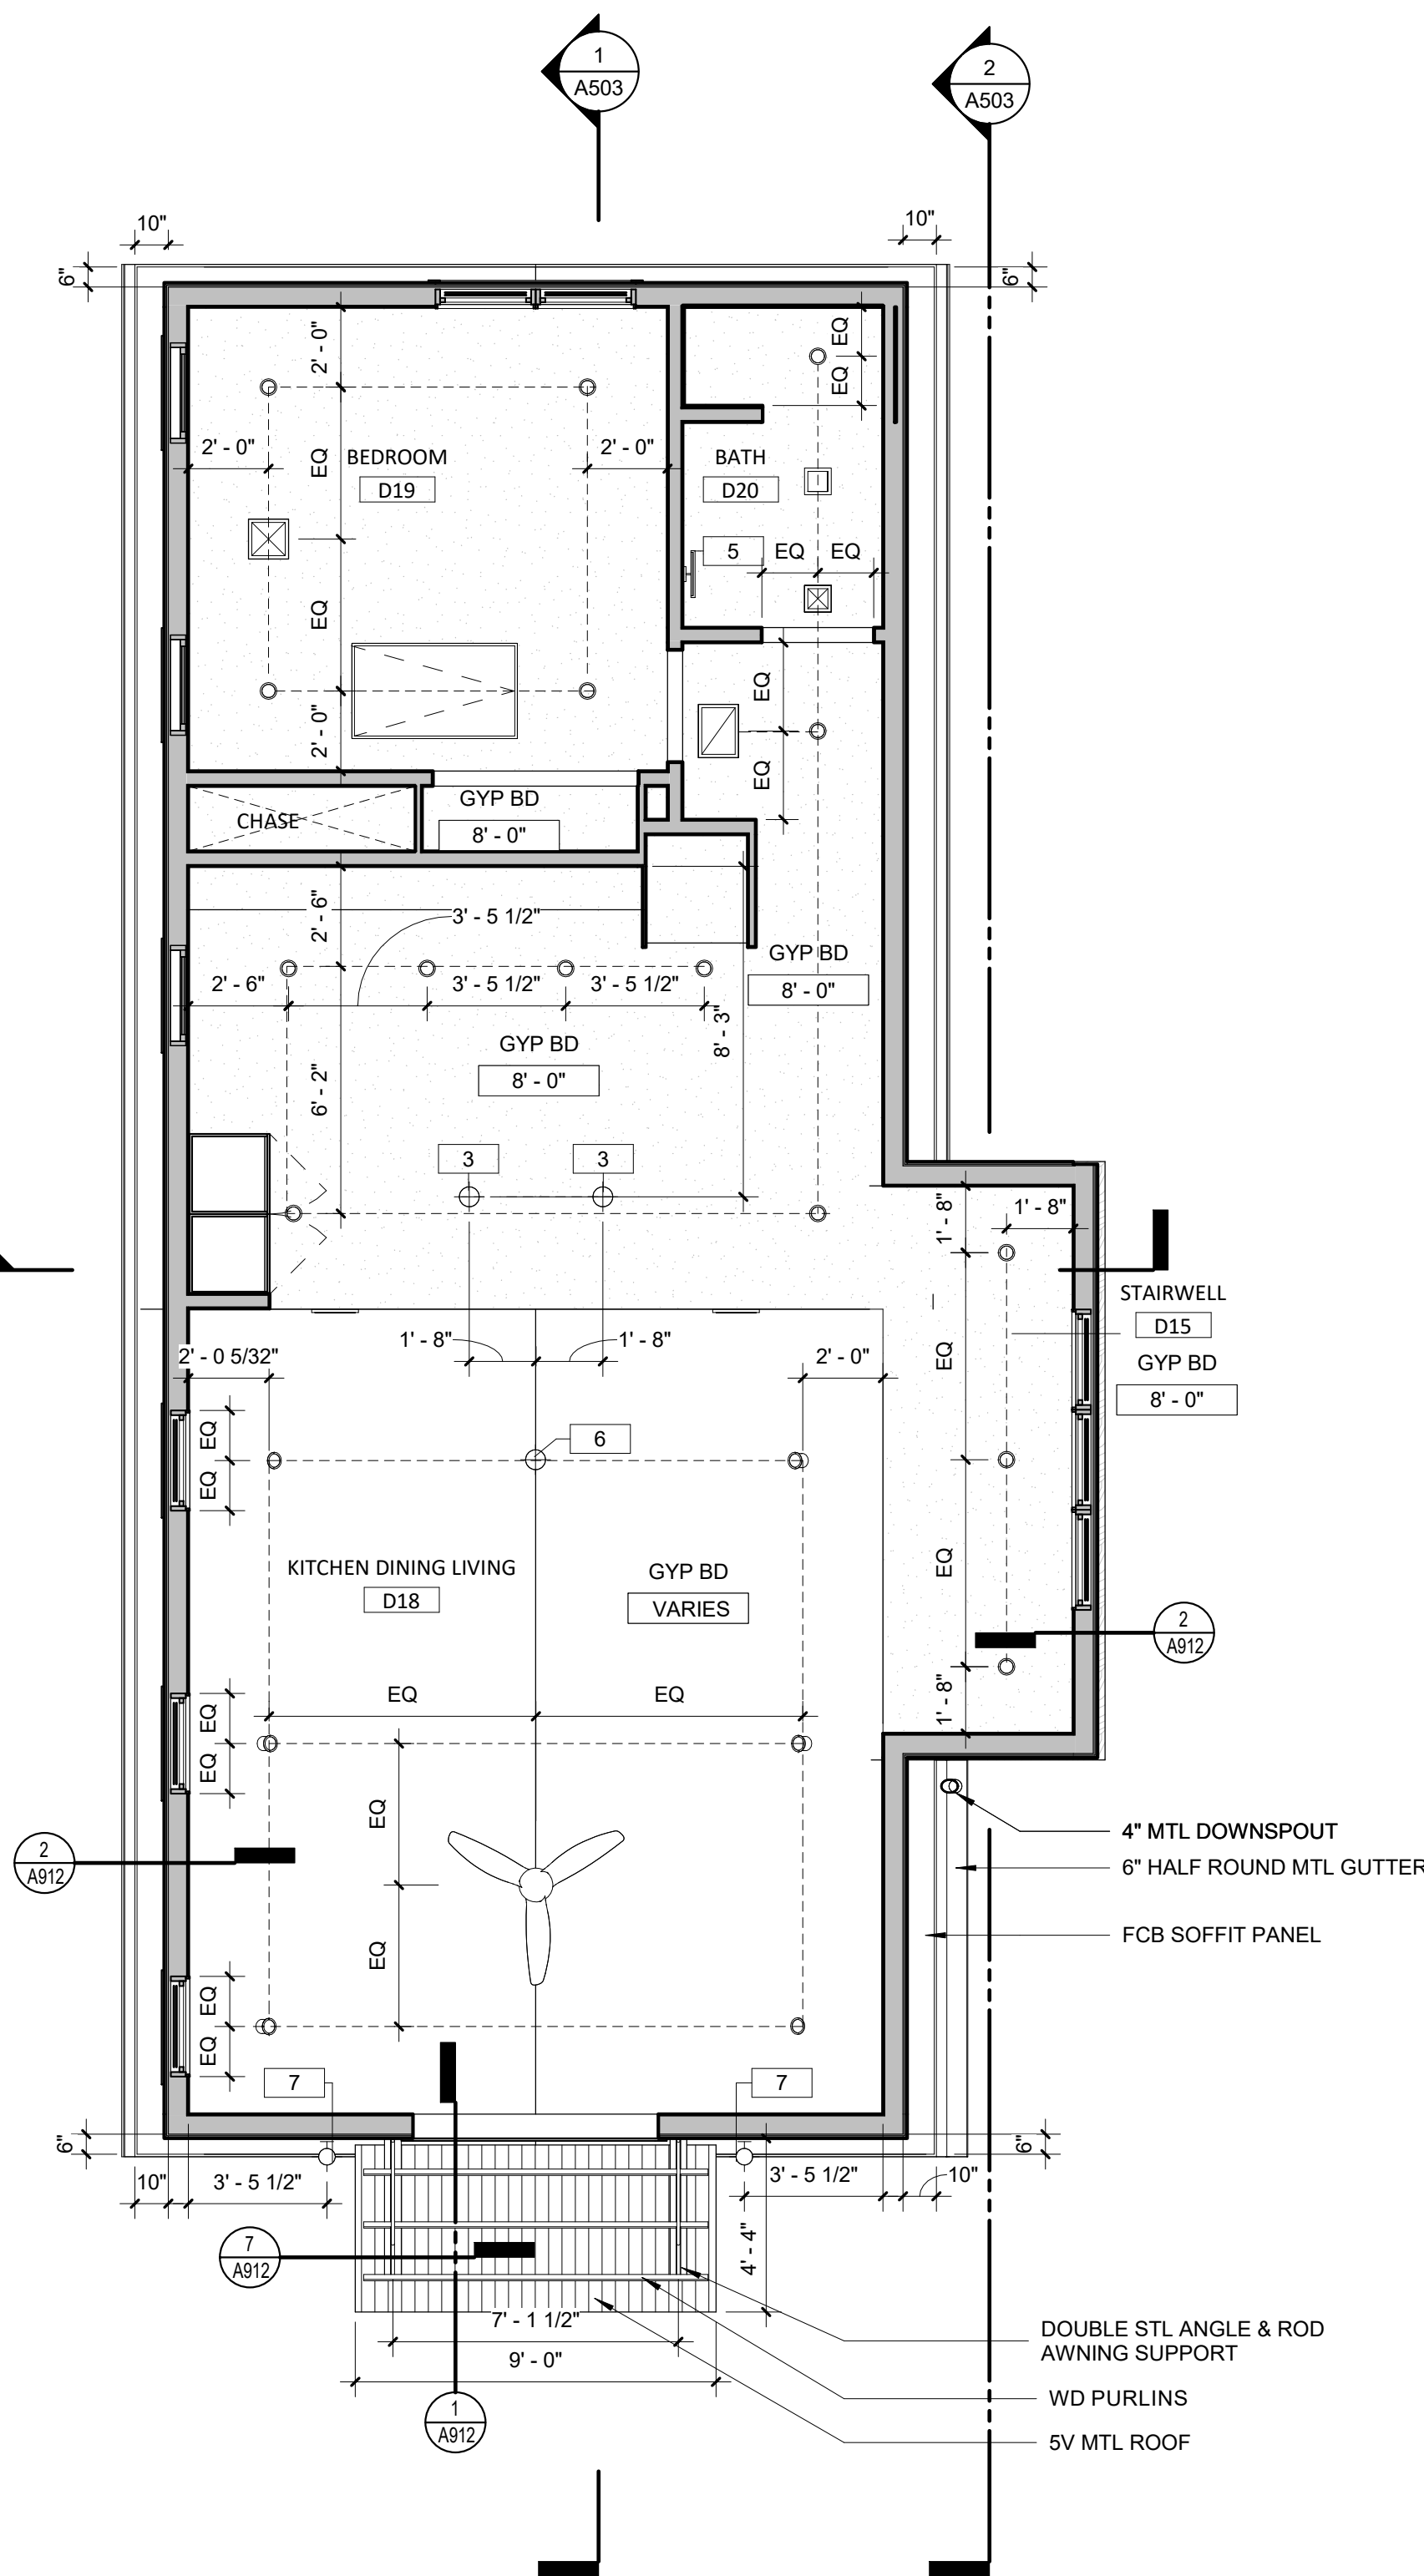 1
A503
2
A503
10"
10"
6"
6"
2' - 0"
EQ
EQ
2' - 0"
EQ
BEDROOM
D19
2' - 0"
BATH
D20
5
EQ
EQ
EQ
2' - 0"
EQ
EQ
CHASE
GYP BD
8' - 0"
2' - 6"
3' - 5 1/2"
GYP BD
8' - 0"
2' - 6"
3' - 5 1/2"
3' - 5 1/2"
8' - 3"
GYP BD
8' - 0"
6' - 2"
3
3
1' - 8"
1' - 8"
STAIRWELL
D15
GYP BD
8' - 0"
1' - 8"
1' - 8"
2' - 0 5/32"
2' - 0"
EQ
EQ
EQ
6
KITCHEN DINING LIVING
D18
GYP BD
VARIES
EQ
2
A912
1' - 8"
EQ
EQ
EQ
EQ
EQ
2
A912
4" MTL DOWNSPOUT
6" HALF ROUND MTL GUTTER
FCB SOFFIT PANEL
EQ
EQ
EQ
7
7
6"
6"
10"
3' - 5 1/2"
3' - 5 1/2"
10"
7
A912
4' - 4"
7' - 1 1/2"
9' - 0"
DOUBLE STL ANGLE & ROD
AWNING SUPPORT
WD PURLINS
5V MTL ROOF
1
A912